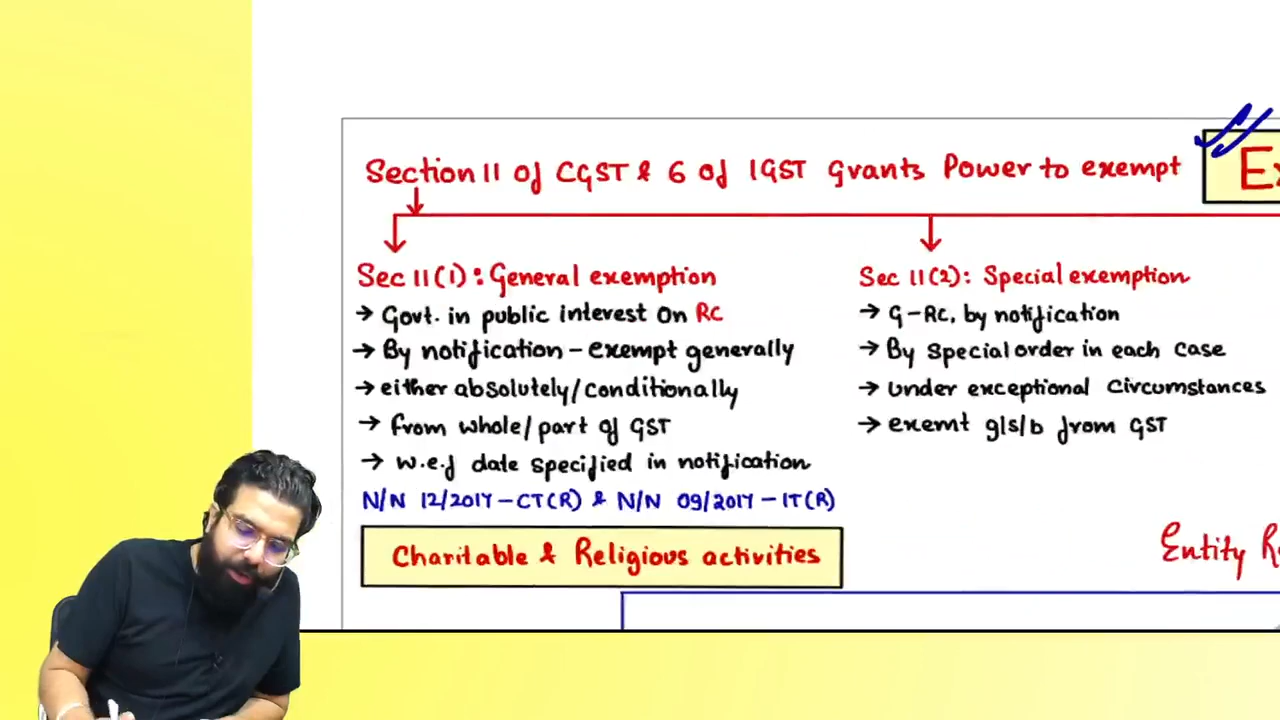 Section 11 of CGST & 6 of IGST Grants Power to exempt
Ex
Sec 11(1): General exemption
→ Govt. in public interest on RC
→ By notification – exempt generally
→ either absolutely/conditionally
→ from whole/part of GST
→ w.e.f date specified in notification
N/N 12/2017 – CT(R) & N/N 09/2017 – IT(R)
Charitable & Religious activities
Sec 11(2): Special exemption
→ G-RC, by notification
→ By special order in each case
→ under exceptional circumstances
→ exemt g/s/b from GST
Entity R